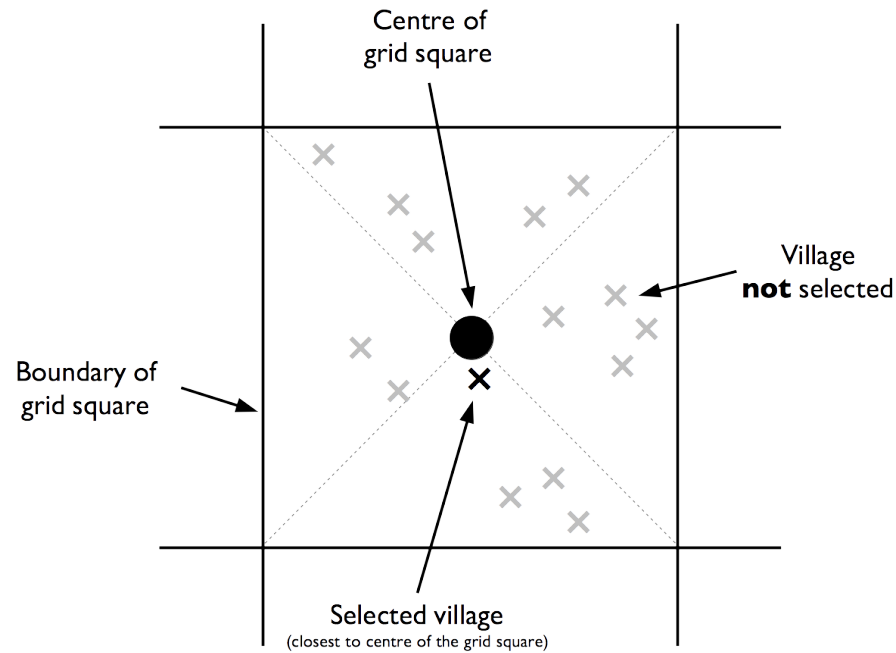 Centre of
grid square
Village
not selected
Boundary of
grid square
Selected village
(closest to centre of the grid square)